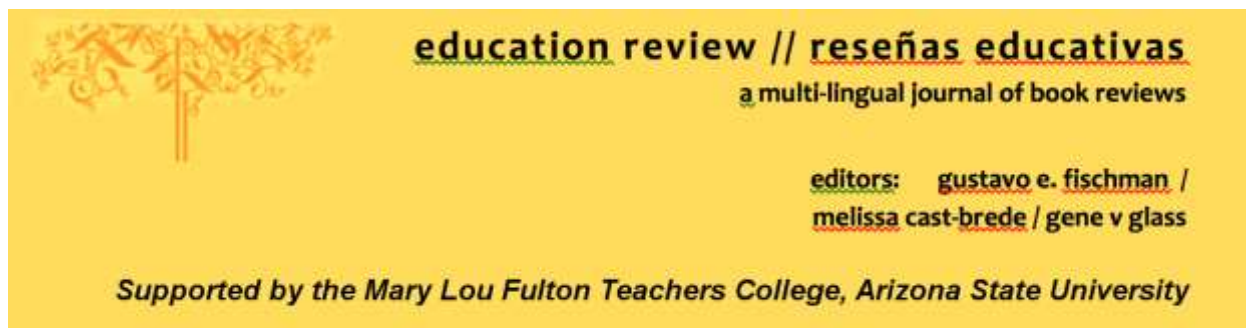 education review // reseñas educativas
a multi-lingual journal of book reviews
editors: gustavo e. fischman /
melissa cast-brede / gene v glass
Supported by the Mary Lou Fulton Teachers College, Arizona State University